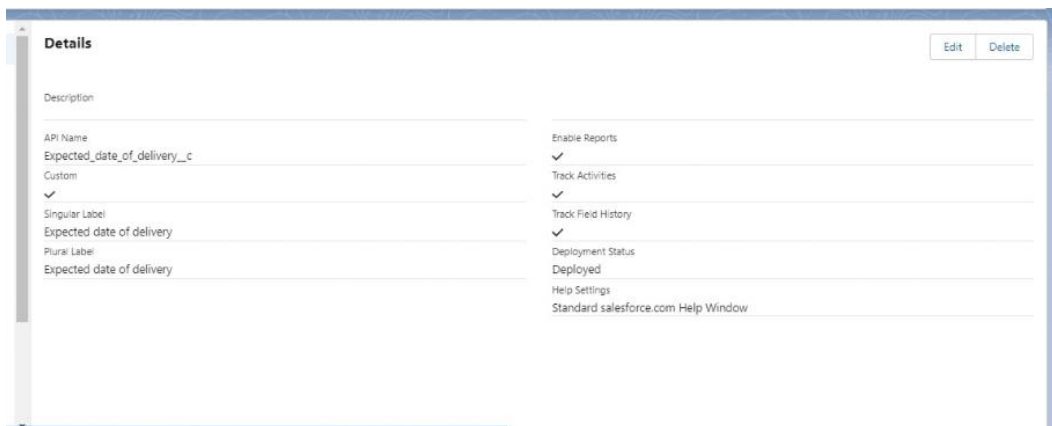 Details
Edit
Delete
Description
API Name
Expected_date_of_delivery__c
Custom
Singular Label
Expected date of delivery
Plural Label
Expected date of delivery
Enable Reports
Track Activities
Track Field History
Deployment Status
Deployed
Help Settings
Standard salesforce.com Help Window